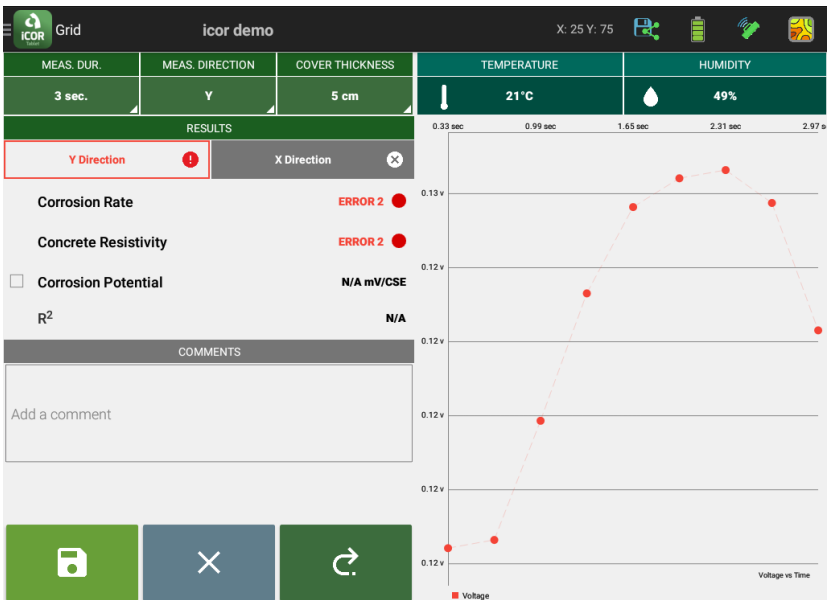 iCOR
Tablet
Grid
icor demo
X: 25 Y: 75
MEAS. DUR.
MEAS. DIRECTION
COVER THICKNESS
TEMPERATURE
HUMIDITY
3 sec.
Y
5 cm
21°C
49%
RESULTS
Y Direction
X Direction
Corrosion Rate
ERROR 2
Concrete Resistivity
ERROR 2
Corrosion Potential
N/A mV/CSE
R²
N/A
COMMENTS
Add a comment
0.33 sec
0.99 sec
1.65 sec
2.31 sec
2.97 s
0.13 v
0.12 v
0.12 v
0.12 v
0.12 v
0.12 v
Voltage vs Time
Voltage